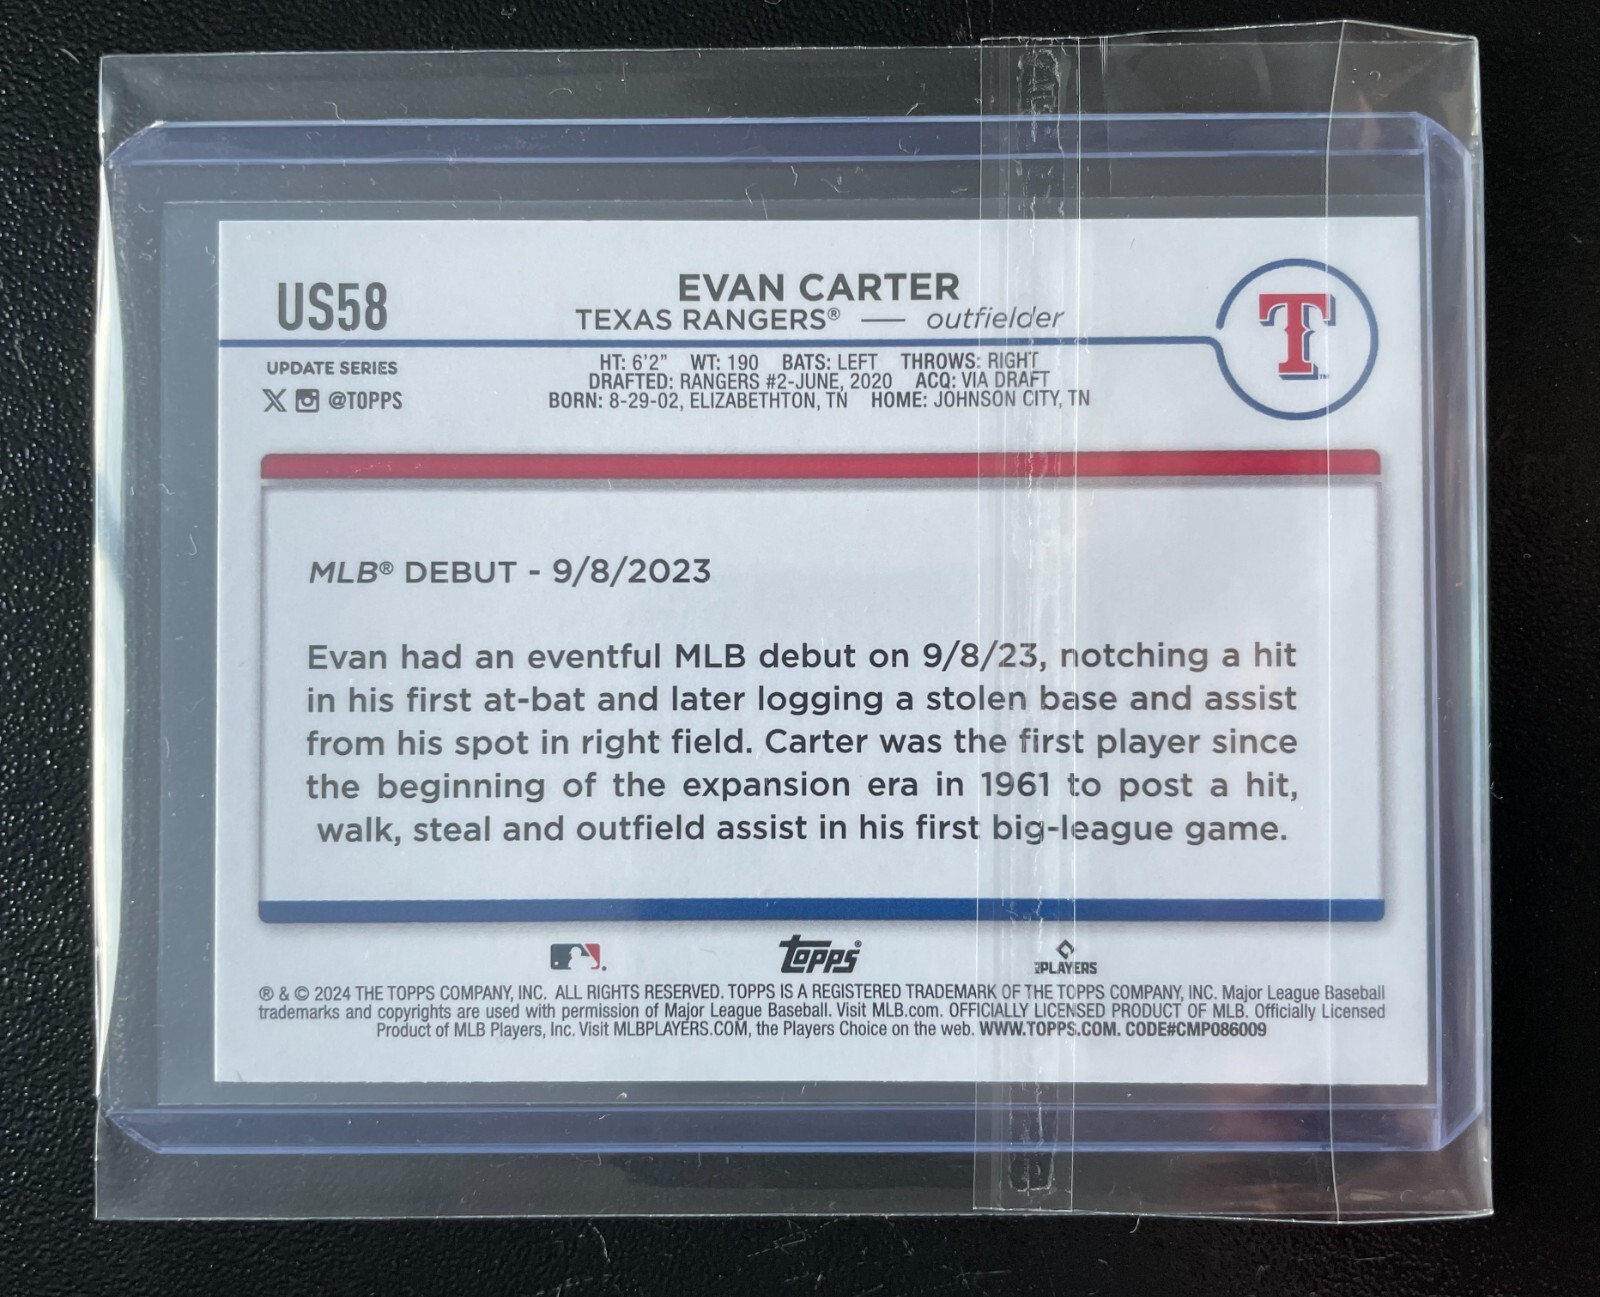 US58
EVAN CARTER
TEXAS RANGERS® — outfielder
T™
UPDATE SERIES
X @TOPPS
HT: 6'2" WT: 190 BATS: LEFT THROWS: RIGHT
DRAFTED: RANGERS #2-JUNE, 2020 ACQ: VIA DRAFT
BORN: 8-29-02, ELIZABETHTON, TN HOME: JOHNSON CITY, TN
MLB® DEBUT - 9/8/2023
Evan had an eventful MLB debut on 9/8/23, notching a hit
in his first at-bat and later logging a stolen base and assist
from his spot in right field. Carter was the first player since
the beginning of the expansion era in 1961 to post a hit,
walk, steal and outfield assist in his first big-league game.
Topps®
PLAYERS
® & © 2024 THE TOPPS COMPANY, INC. ALL RIGHTS RESERVED. TOPPS IS A REGISTERED TRADEMARK OF THE TOPPS COMPANY, INC. Major League Baseball
trademarks and copyrights are used with permission of Major League Baseball. Visit MLB.com. OFFICIALLY LICENSED PRODUCT OF MLB. Officially Licensed
Product of MLB Players, Inc. Visit MLBPLAYERS.COM, the Players Choice on the web. WWW.TOPPS.COM. CODE#CMP086009